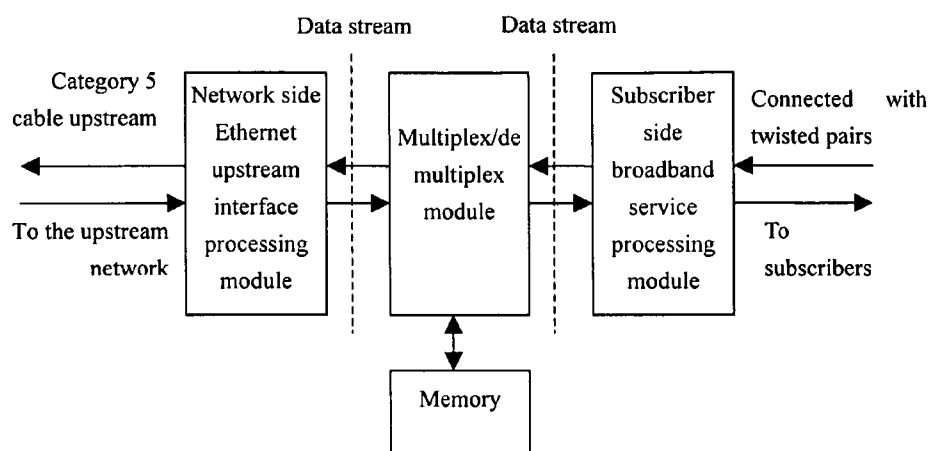 Data stream
Data stream
Category 5
cable upstream
To the upstream
network
Network side
Ethernet
upstream
interface
processing
module
Multiplex/de
multiplex
module
Subscriber
side
broadband
service
processing
module
Connected with
twisted pairs
To
subscribers
Memory